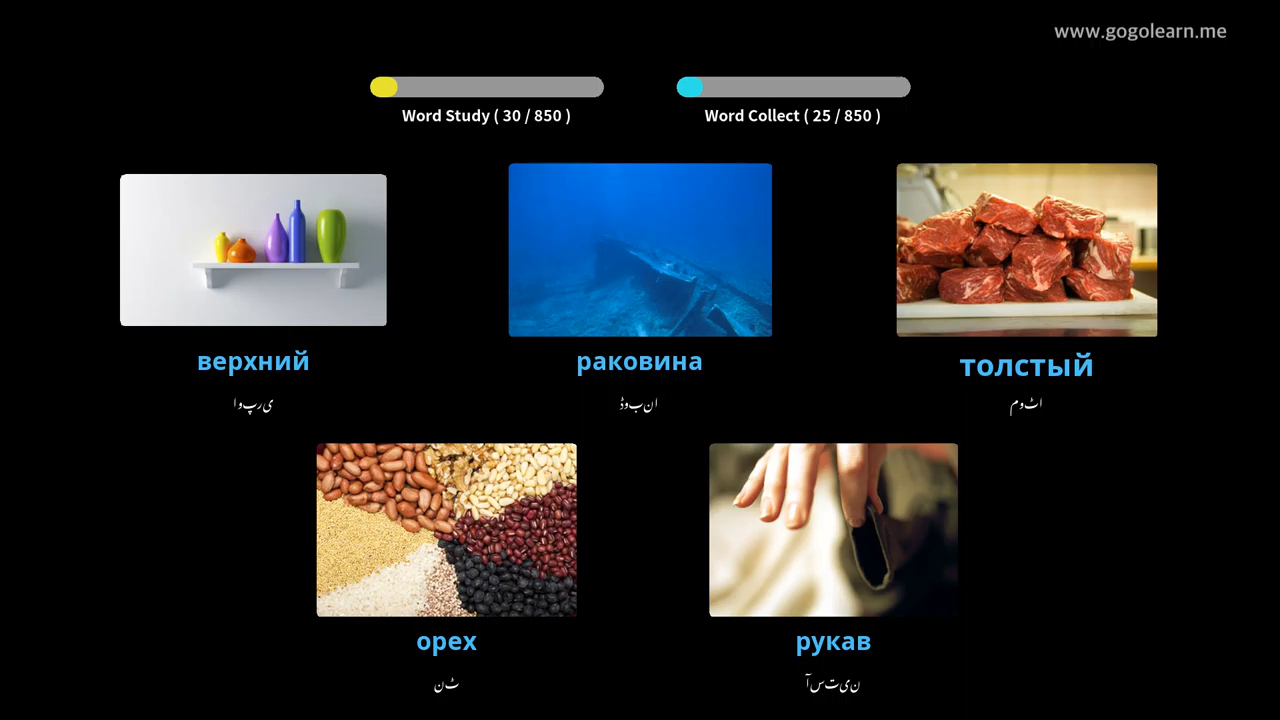 www.gogolearn.me
Word Study ( 30 / 850 )
Word Collect ( 25 / 850 )
верхний
раковина
толстый
اوپری
ڈوبنا
موٹا
орех
рукав
نٹ
آستین